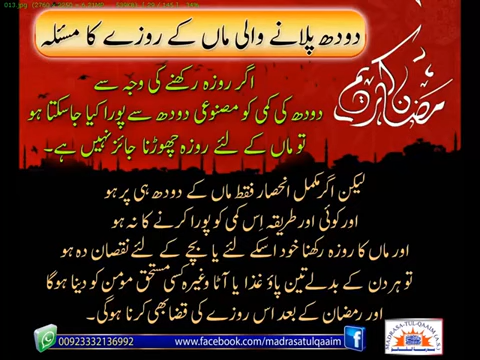 دودھ پلانے والی ماں کے روزے کا مسئلہ
رمضان کریم
اگر روزہ رکھنے کی وجہ سے
دودھ کی کمی کو مصنوعی دودھ سے پورا کیا جاسکتا ہو
تو ماں کے لئے روزہ چھوڑنا جائز نہیں ہے۔
لیکن اگر مکمل انحصار فقط ماں کے دودھ ہی پر ہو
اور کوئی اور طریقہ اِس کمی کو پورا کرنے کا نہ ہو
اور ماں کا روزہ رکھنا خود اسکے لئے یا بچے کے لئے نقصان دہ ہو
تو ہر دن کے بدلے تین پاؤ غذا یا آٹا وغیرہ کسی مستحق مؤمن کو دینا ہوگا
اور رمضان کے بعد اس روزے کی قضا بھی کرنا ہوگی۔
00923332136992
www.facebook.com/madrasatulqaaim
MADRASA-TUL-QAAIM (A.S.)